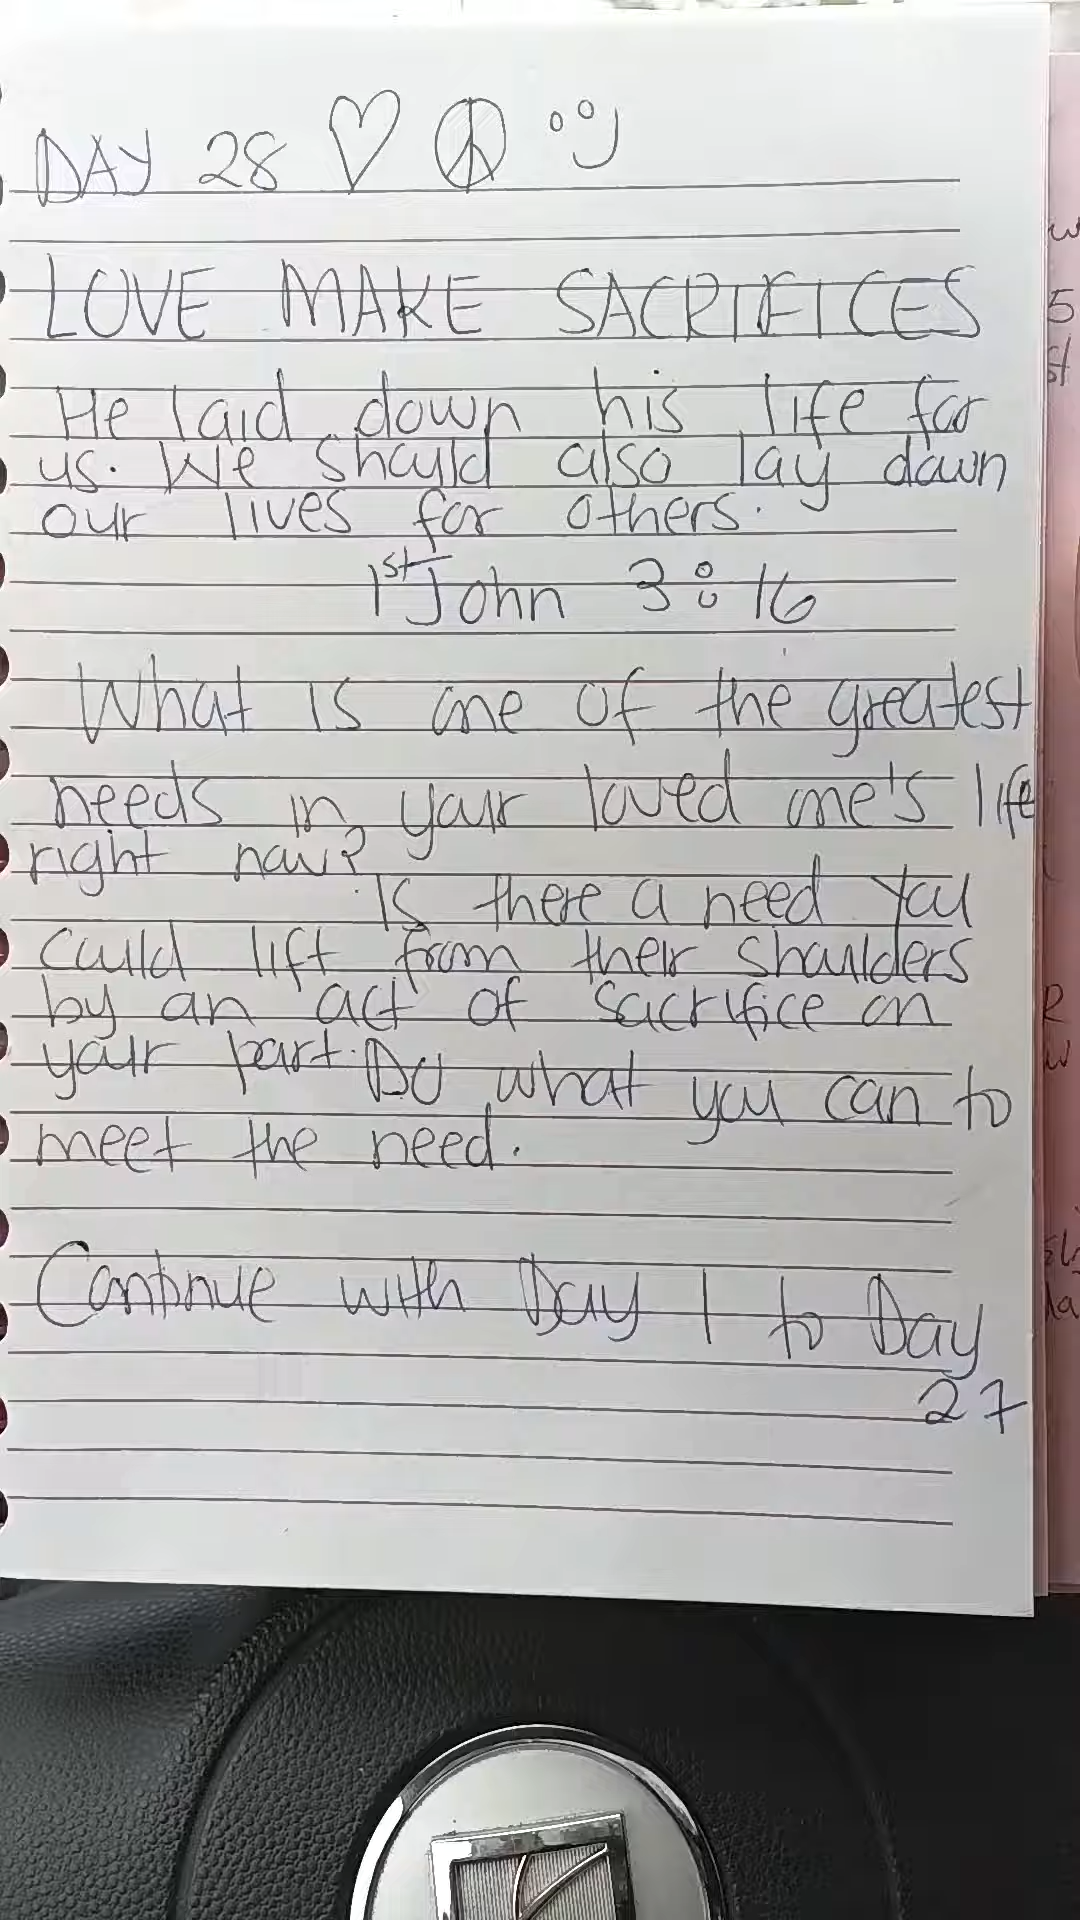 DAY 28
LOVE MAKE SACRIFICES
He laid down his life for
us. We should also lay down
our lives for others.
1st John 3:16
What is one of the greatest
needs in your loved one's life
right now?
Is there a need you
could lift from their shoulders
by an act of sacrifice on
your part. Do what you can to
meet the need.
Continue with Day 1 to Day
27